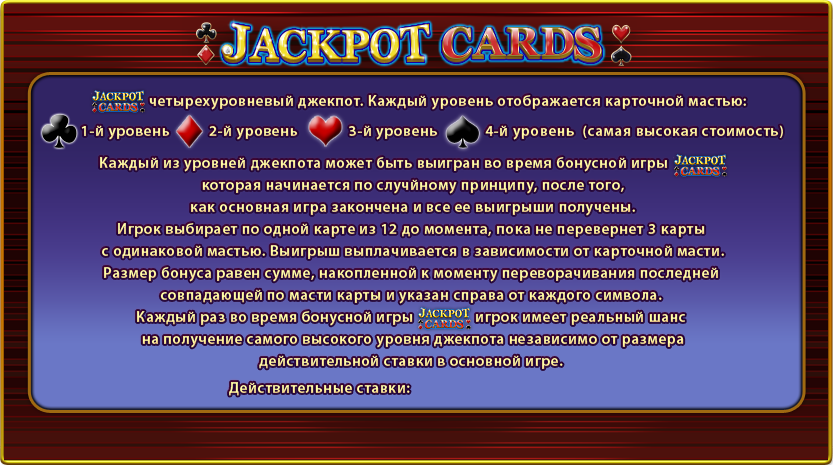 JACKPOT CARDS
JACKPOT CARDS четырехуровневый джекпот. Каждый уровень отображается карточной мастью:
1-й уровень 2-й уровень 3-й уровень 4-й уровень (самая высокая стоимость)
Каждый из уровней джекпота может быть выигран во время бонусной игры JACKPOT CARDS
которая начинается по случйному принципу, после того,
как основная игра закончена и все ее выигрыши получены.
Игрок выбирает по одной карте из 12 до момента, пока не перевернет 3 карты
с одинаковой мастью. Выигрыш выплачивается в зависимости от карточной масти.
Размер бонуса равен сумме, накопленной к моменту переворачивания последней
совпадающей по масти карты и указан справа от каждого символа.
Каждый раз во время бонусной игры JACKPOT CARDS игрок имеет реальный шанс
на получение самого высокого уровня джекпота независимо от размера
действительной ставки в основной игре.
Действительные ставки: